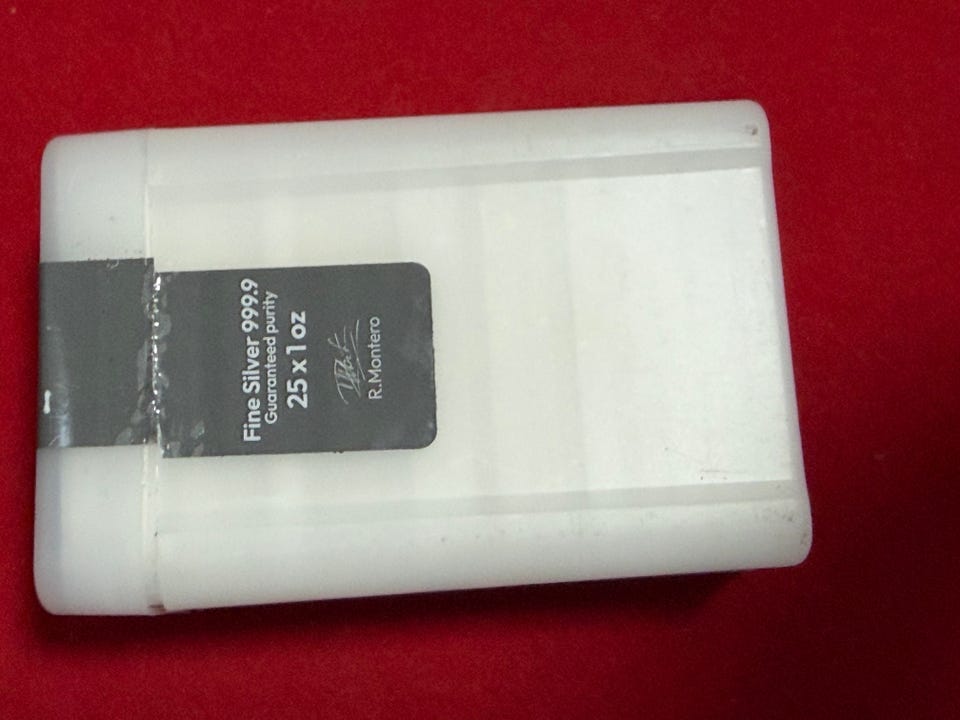 Fine Silver 999.9
Guaranteed purity
25 x 1 oz
R.Montero